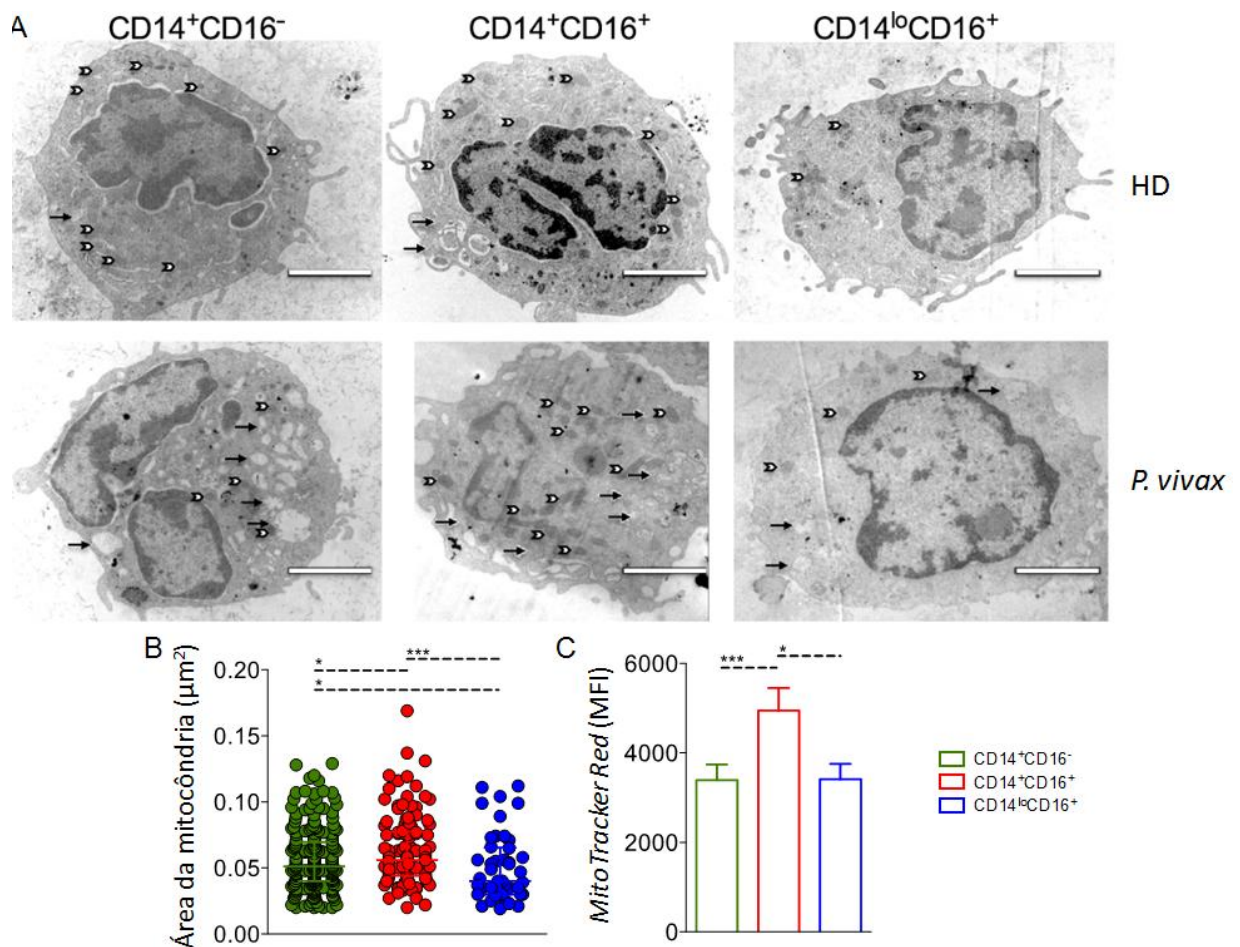 A
CD14⁺CD16⁻
CD14⁺CD16⁺
CD14ˡᵒCD16⁺
HD
P. vivax
B
Área da mitocôndria (μm²)
0.20
0.15
0.10
0.05
0.00
*
***
*
C
MitoTracker Red (MFI)
6000
4000
2000
0
***
*
CD14⁺CD16⁻
CD14⁺CD16⁺
CD14ˡᵒCD16⁺